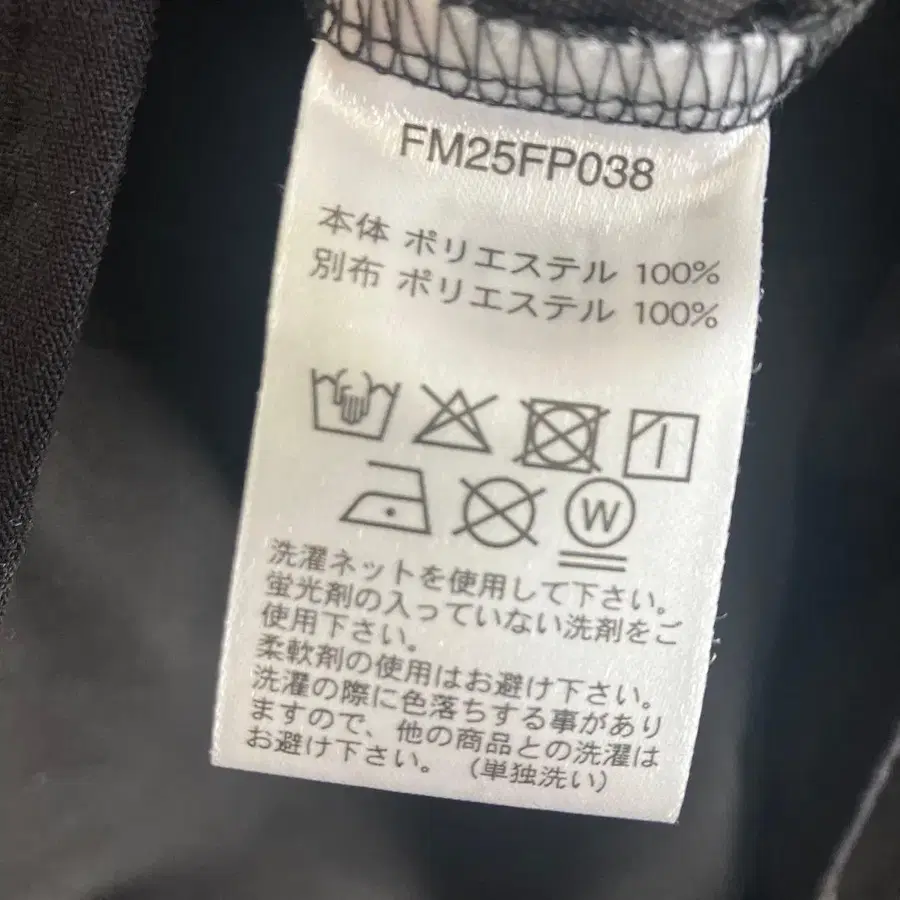 FM25FP038
本体 ポリエステル 100%
別布 ポリエステル 100%
W
洗濯ネットを使用して下さい。
蛍光剤の入っていない洗剤をご
使用下さい。
柔軟剤の使用はお避け下さい。
洗濯の際に色落ちする事があり
ますので、他の商品との洗濯は
お避け下さい。（単独洗い）